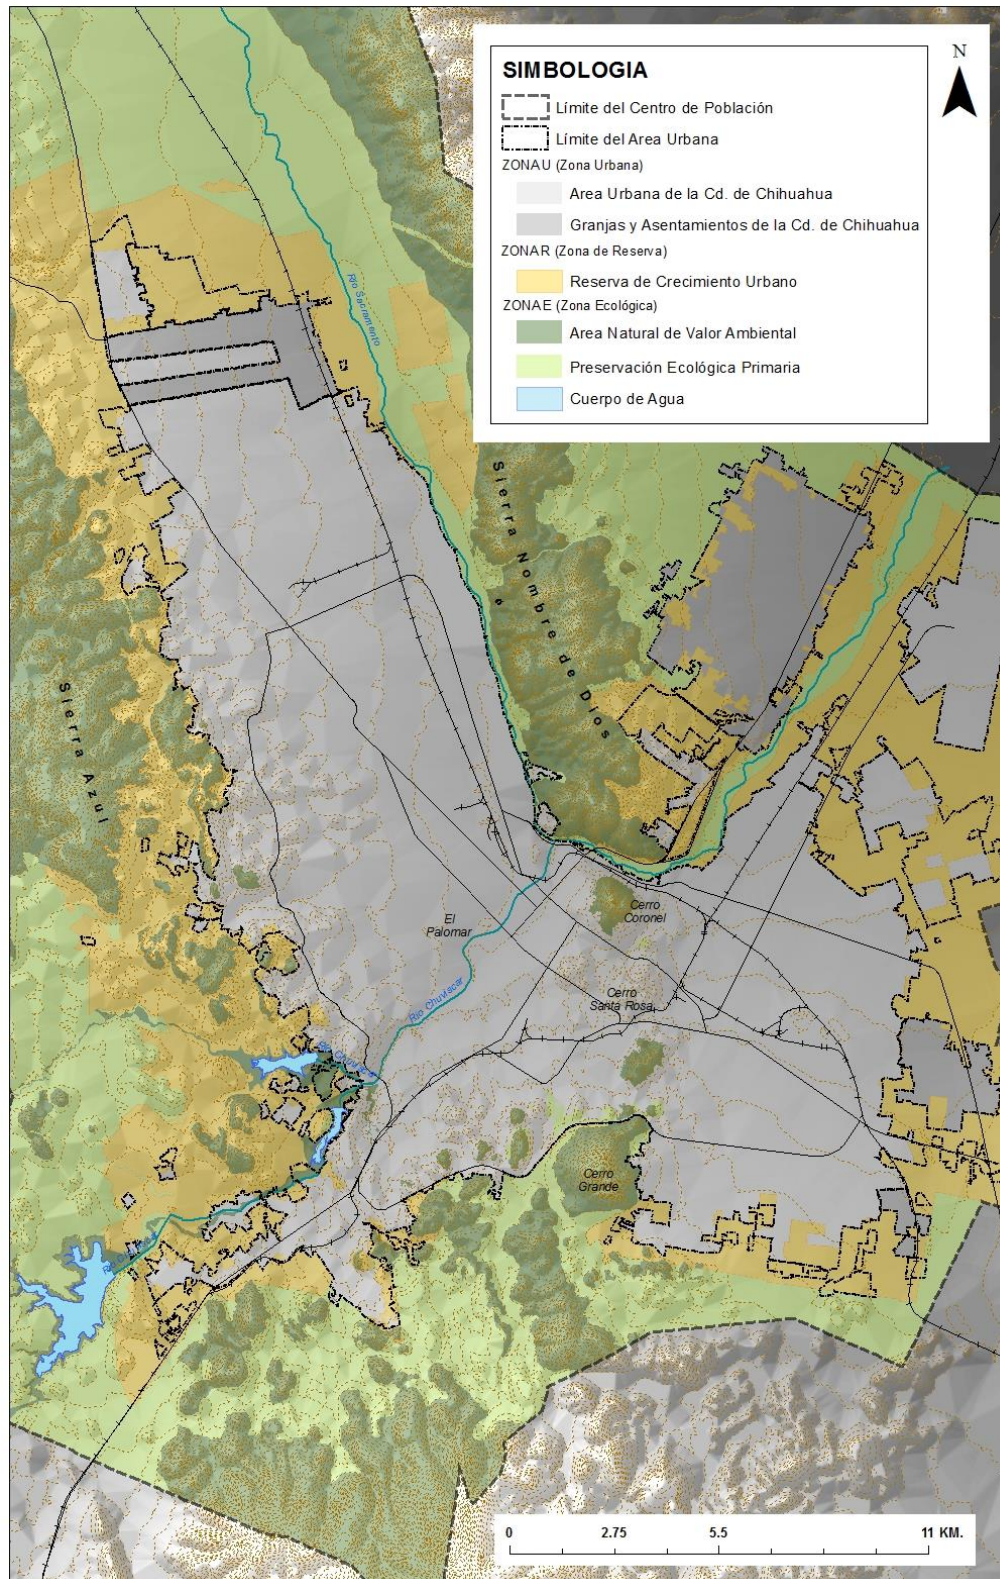 SIMBOLOGIA
N
Límite del Centro de Población
Límite del Area Urbana
ZONAU (Zona Urbana)
Area Urbana de la Cd. de Chihuahua
Granjas y Asentamientos de la Cd. de Chihuahua
ZONAR (Zona de Reserva)
Reserva de Crecimiento Urbano
ZONAE (Zona Ecológica)
Area Natural de Valor Ambiental
Preservación Ecológica Primaria
Cuerpo de Agua
Río Sacramento
Sierra Nombre de Dios
Sierra Azul
Cerro
Coronel
El
Palomar
Río Chuviscar
Cerro
Santa Rosa
Cerro
Grande
0 2.75 5.5 11 KM.